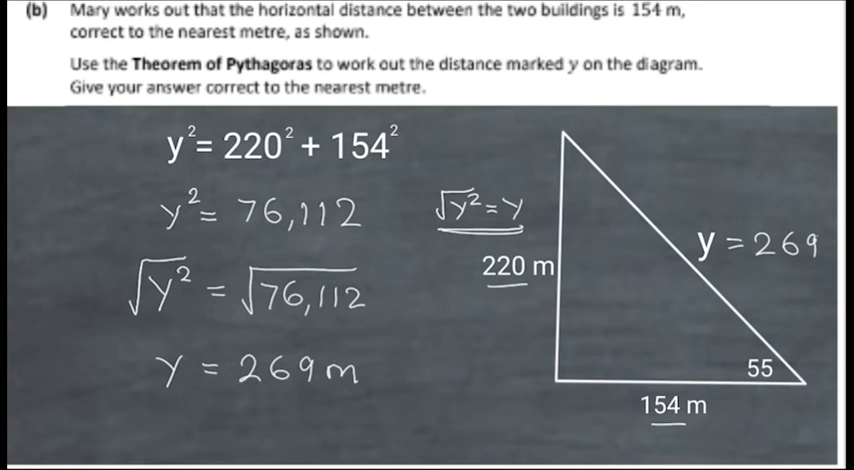 (b) Mary works out that the horizontal distance between the two buildings is 154 m,
correct to the nearest metre, as shown.
Use the Theorem of Pythagoras to work out the distance marked y on the diagram.
Give your answer correct to the nearest metre.
y² = 220² + 154²
y² = 76,112
√y² = y
√y² = √76,112
y = 269 m
220 m
y = 269
55
154 m